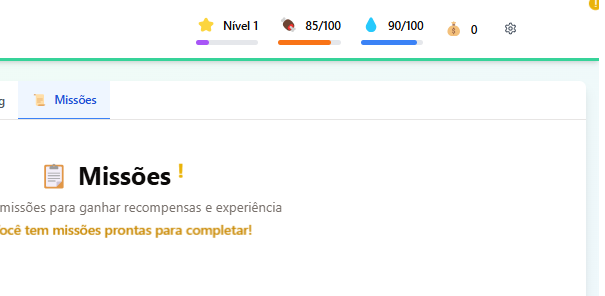 Nível 1 85/100 90/100 0
g Missões
Missões !
missões para ganhar recompensas e experiência
ocê tem missões prontas para completar!